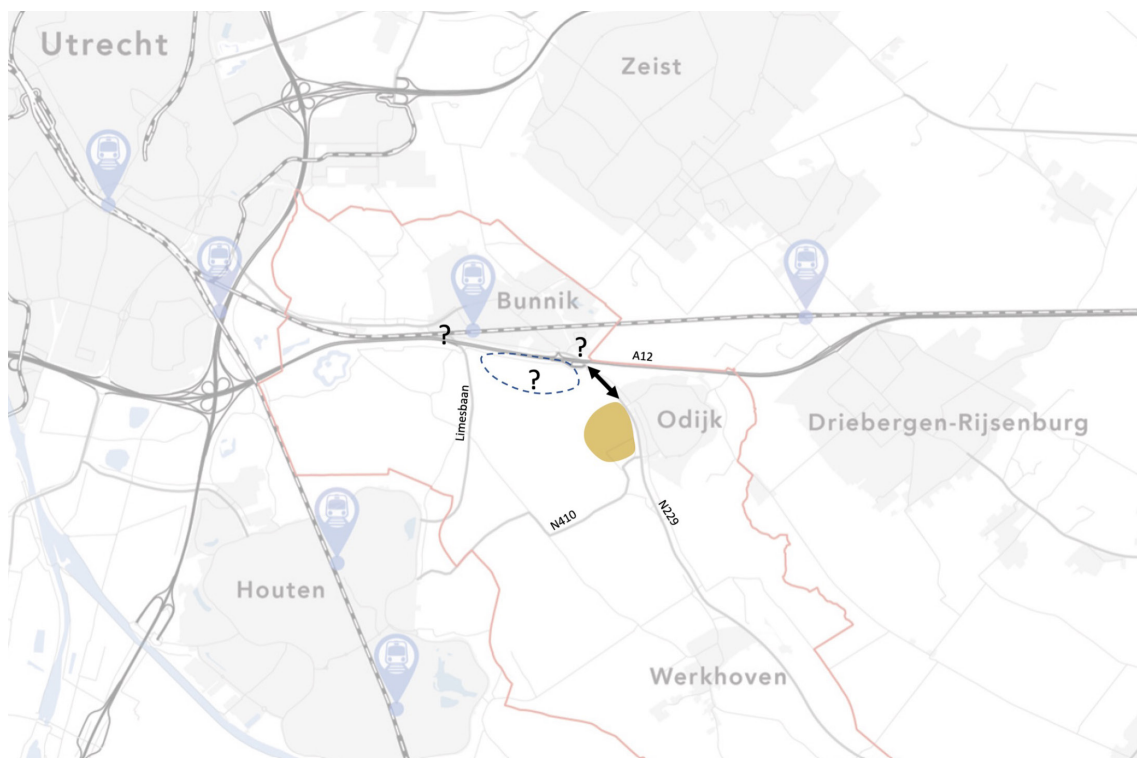 Utrecht
Zeist
Bunnik
?
?
A12
?
Limesbaan
Odijk
Driebergen-Rijsenburg
N410
N229
Houten
Werkhoven